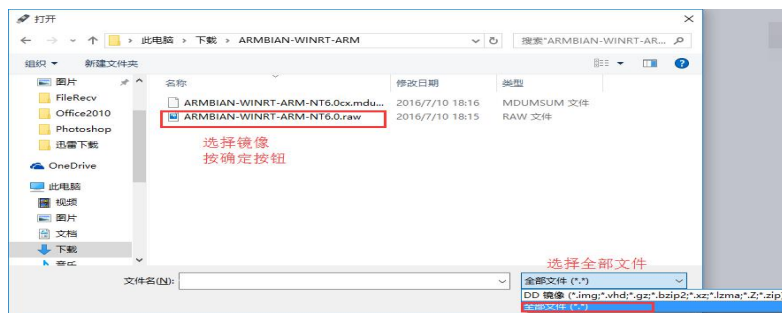 打开
此电脑 › 下载 › ARMBIAN-WINRT-ARM
搜索"ARMBIAN-WINRT-AR...
组织 新建文件夹
图片
FileRecv
Office2010
Photoshop
迅雷下载
OneDrive
此电脑
视频
图片
文档
下载
音乐
名称 修改日期 类型
ARMBIAN-WINRT-ARM-NT6.0cx.mdu... 2016/7/10 18:16 MDUMSUM 文件
ARMBIAN-WINRT-ARM-NT6.0.raw 2016/7/10 18:15 RAW 文件
选择镜像
按确定按钮
选择全部文件
文件名(N): 全部文件 (*.*)
DD 镜像 (*.img;*.vhd;*.gz;*.bzip2;*.xz;*.lzma;*.Z;*.zip
全部文件 (*.*)